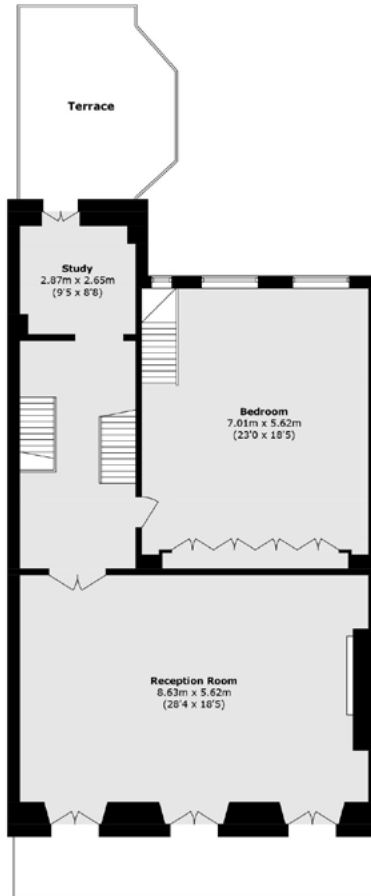 Terrace
Study
2.87m x 2.65m
(9'5 x 8'8)
Bedroom
7.01m x 5.62m
(23'0 x 18'5)
Reception Room
8.63m x 5.62m
(28'4 x 18'5)